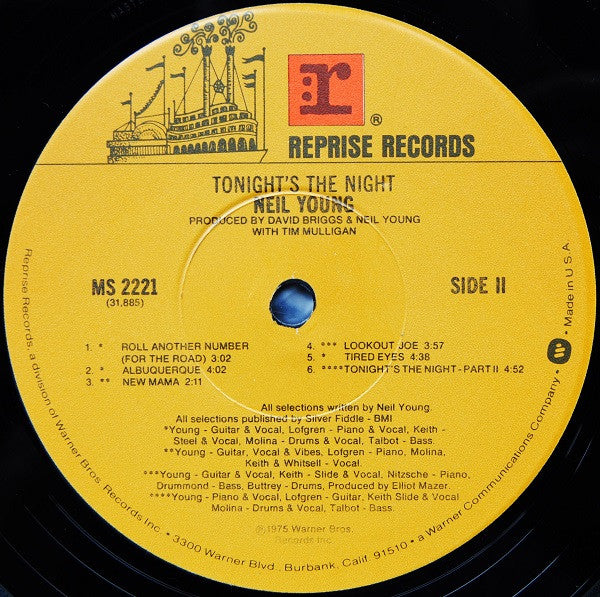 r
®
REPRISE RECORDS
TONIGHT'S THE NIGHT
NEIL YOUNG
PRODUCED BY DAVID BRIGGS & NEIL YOUNG
WITH TIM MULLIGAN
MS 2221
(31,885)
SIDE II
1. * ROLL ANOTHER NUMBER
(FOR THE ROAD) 3:02
2. * ALBUQUERQUE 4:02
3. ** NEW MAMA 2:11
4. *** LOOKOUT JOE 3:57
5. * TIRED EYES 4:38
6. ****TONIGHT'S THE NIGHT-PART II 4:52
All selections written by Neil Young.
All selections published by Silver Fiddle - BMI
*Young - Guitar & Vocal, Lofgren - Piano & Vocal, Keith -
Steel & Vocal, Molina - Drums & Vocal, Talbot - Bass.
**Young - Guitar, Vocal & Vibes, Lofgren - Piano, Molina,
Keith & Whitsell - Vocal.
***Young - Guitar & Vocal, Keith - Slide & Vocal, Nitzsche - Piano,
Drummond - Bass, Buttrey - Drums, Produced by Elliot Mazer.
****Young - Piano & Vocal, Lofgren - Guitar, Keith Slide & Vocal
Molina - Drums & Vocal, Talbot - Bass.
℗1975 Warner Bros.
Records Inc.
Reprise Records, a division of Warner Bros. Records Inc. • 3300 Warner Blvd., Burbank, Calif. 91510 • a Warner Communications Company • W • Made in U.S.A.